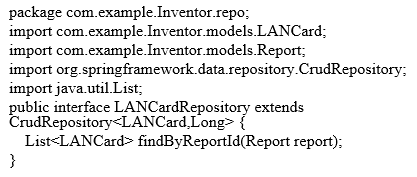 package com.example.Inventor.repo;
import com.example.Inventor.models.LANCard;
import com.example.Inventor.models.Report;
import org.springframework.data.repository.CrudRepository;
import java.util.List;
public interface LANCardRepository extends
CrudRepository<LANCard,Long> {
    List<LANCard> findByReportId(Report report);
}